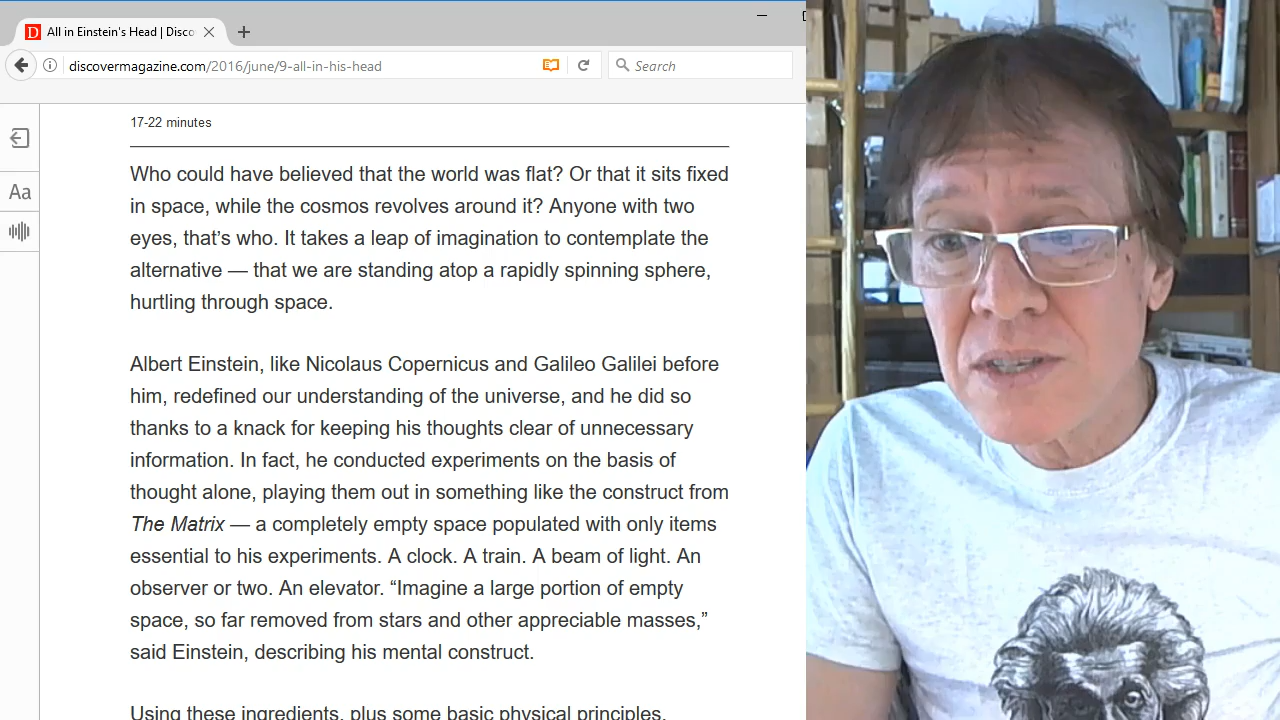 All in Einstein's Head | Disco
discovermagazine.com/2016/june/9-all-in-his-head
Search
17-22 minutes
Aa
Who could have believed that the world was flat? Or that it sits fixed
in space, while the cosmos revolves around it? Anyone with two
eyes, that’s who. It takes a leap of imagination to contemplate the
alternative — that we are standing atop a rapidly spinning sphere,
hurtling through space.
Albert Einstein, like Nicolaus Copernicus and Galileo Galilei before
him, redefined our understanding of the universe, and he did so
thanks to a knack for keeping his thoughts clear of unnecessary
information. In fact, he conducted experiments on the basis of
thought alone, playing them out in something like the construct from
The Matrix — a completely empty space populated with only items
essential to his experiments. A clock. A train. A beam of light. An
observer or two. An elevator. “Imagine a large portion of empty
space, so far removed from stars and other appreciable masses,”
said Einstein, describing his mental construct.
Using these ingredients, plus some basic physical principles,